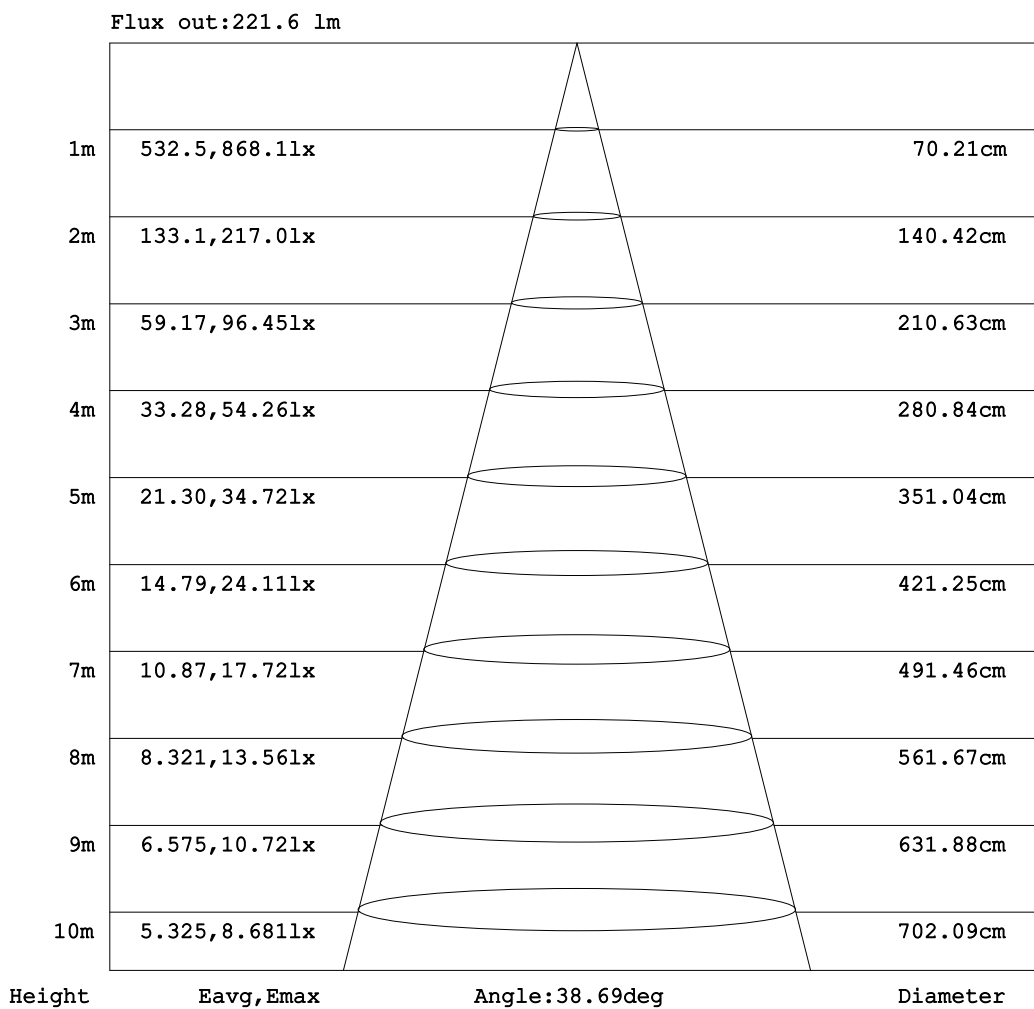 Flux out:221.6 lm
1m 532.5,868.1lx 70.21cm
2m 133.1,217.0lx 140.42cm
3m 59.17,96.45lx 210.63cm
4m 33.28,54.26lx 280.84cm
5m 21.30,34.72lx 351.04cm
6m 14.79,24.11lx 421.25cm
7m 10.87,17.72lx 491.46cm
8m 8.321,13.56lx 561.67cm
9m 6.575,10.72lx 631.88cm
10m 5.325,8.681lx 702.09cm
Height Eavg,Emax Angle:38.69deg Diameter